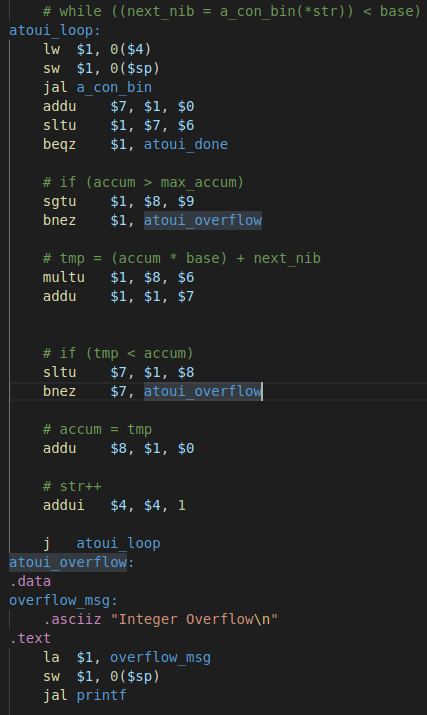 # while ((next_nib = a_con_bin(*str)) < base)
atoui_loop:
lw $1, 0($4)
sw $1, 0($sp)
jal a_con_bin
addu $7, $1, $0
sltu $1, $7, $6
beqz $1, atoui_done
# if (accum > max_accum)
sgtu $1, $8, $9
bnez $1, atoui_overflow
# tmp = (accum * base) + next_nib
multu $1, $8, $6
addu $1, $1, $7
# if (tmp < accum)
sltu $7, $1, $8
bnez $7, atoui_overflow
# accum = tmp
addu $8, $1, $0
# str++
addui $4, $4, 1
j atoui_loop
atoui_overflow:
.data
overflow_msg:
.asciiz "Integer Overflow\n"
.text
la $1, overflow_msg
sw $1, 0($sp)
jal printf